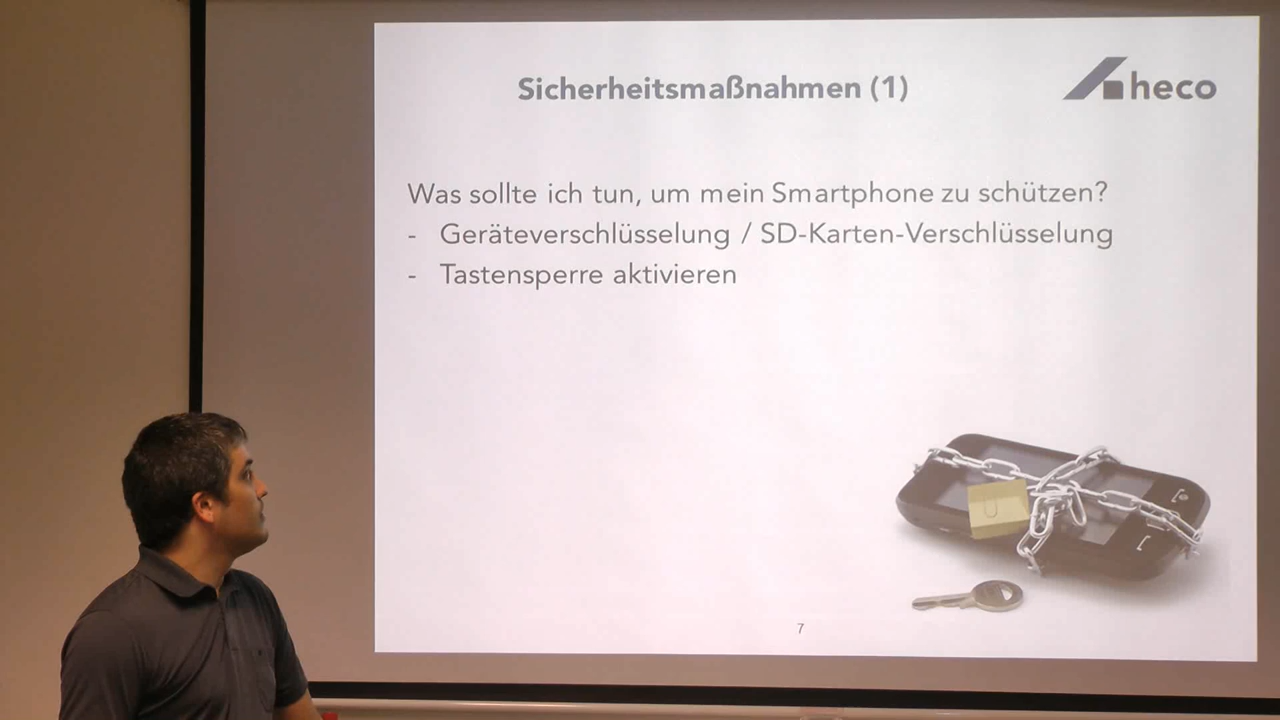 Sicherheitsmaßnahmen (1)
heco
Was sollte ich tun, um mein Smartphone zu schützen?
- Geräteverschlüsselung / SD-Karten-Verschlüsselung
- Tastensperre aktivieren
7